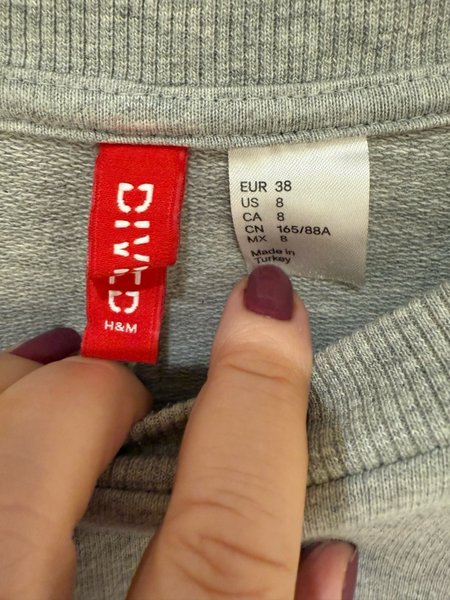 DIVIDED
H&M
EUR 38
US 8
CA 8
CN 165/88A
MX 8
Made in
Turkey